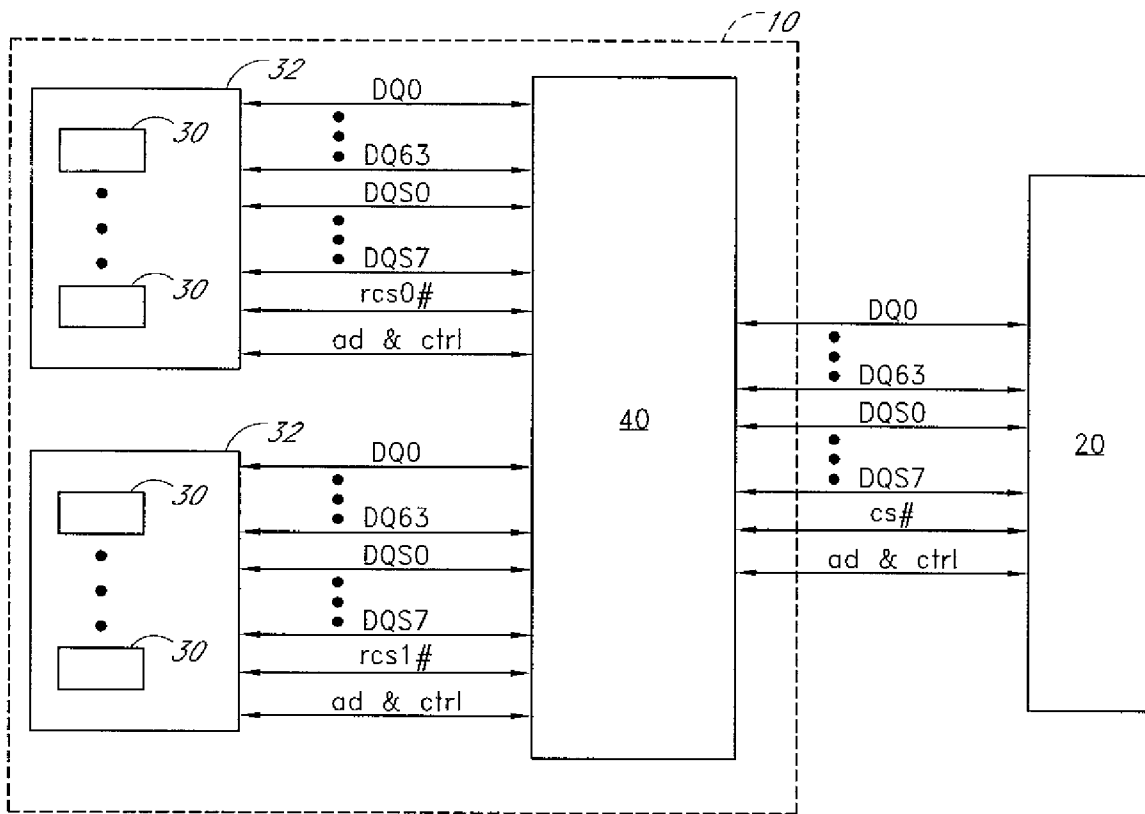 10
32
30
30
DQ0
DQ63
DQS0
DQS7
rcs0#
ad & ctrl
32
30
30
DQ0
DQ63
DQS0
DQS7
rcs1#
ad & ctrl
40
DQ0
DQ63
DQS0
DQS7
cs#
ad & ctrl
20